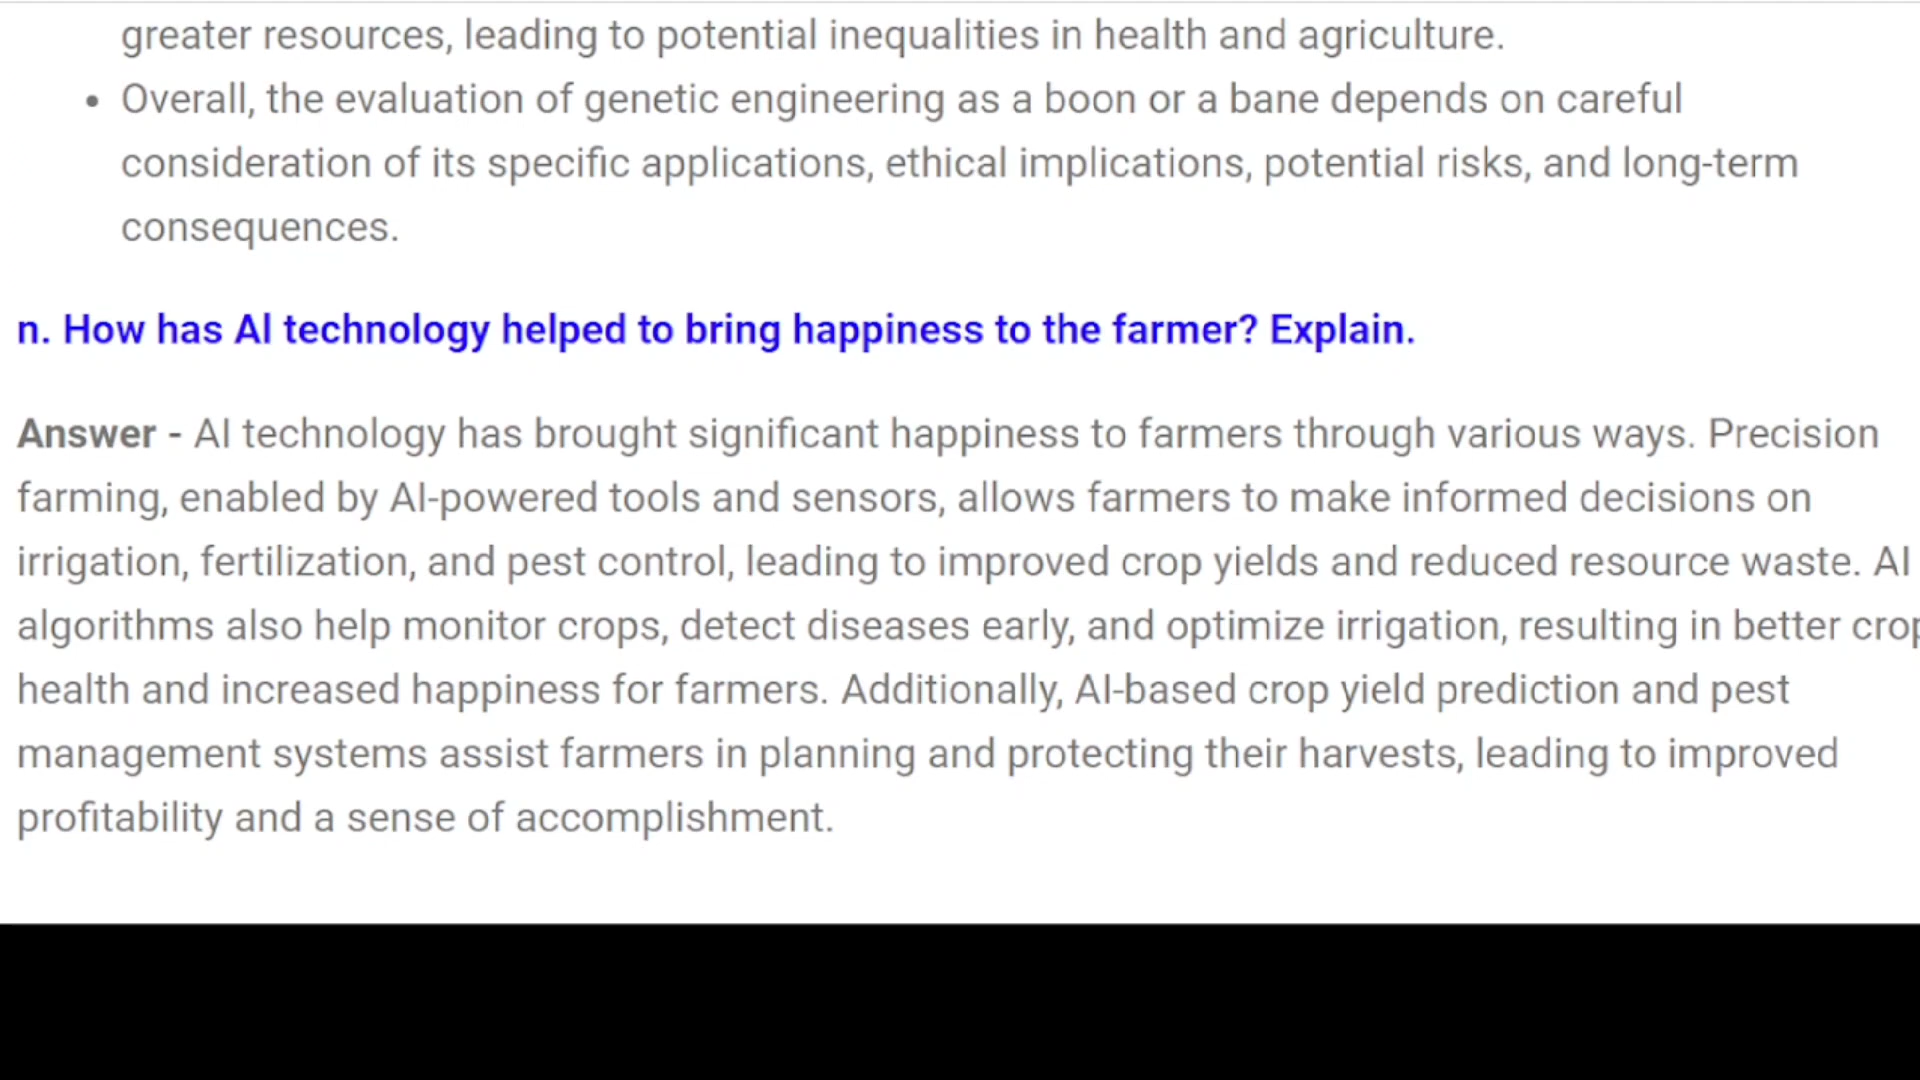 greater resources, leading to potential inequalities in health and agriculture.
• Overall, the evaluation of genetic engineering as a boon or a bane depends on careful
consideration of its specific applications, ethical implications, potential risks, and long-term
consequences.
n. How has Al technology helped to bring happiness to the farmer? Explain.
Answer - AI technology has brought significant happiness to farmers through various ways. Precision
farming, enabled by AI-powered tools and sensors, allows farmers to make informed decisions on
irrigation, fertilization, and pest control, leading to improved crop yields and reduced resource waste. AI
algorithms also help monitor crops, detect diseases early, and optimize irrigation, resulting in better crop
health and increased happiness for farmers. Additionally, AI-based crop yield prediction and pest
management systems assist farmers in planning and protecting their harvests, leading to improved
profitability and a sense of accomplishment.